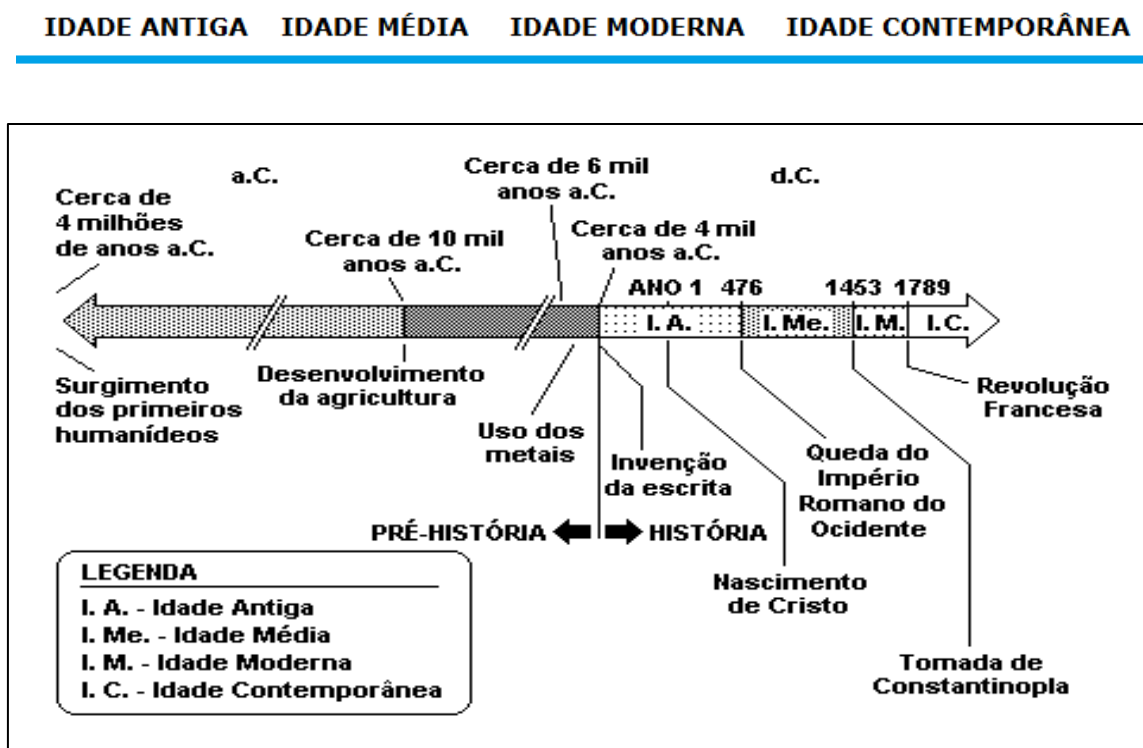 IDADE ANTIGA IDADE MÉDIA IDADE MODERNA IDADE CONTEMPORÂNEA
a.C.
d.C.
Cerca de
4 milhões
de anos a.C.
Cerca de 10 mil
anos a.C.
Cerca de 6 mil
anos a.C.
Cerca de 4 mil
anos a.C.
ANO 1 476 1453 1789
I. A. I. Me. I. M. I. C.
Surgimento
dos primeiros
humanídeos
Desenvolvimento
da agricultura
Uso dos
metais
Invenção
da escrita
Nascimento
de Cristo
Queda do
Império
Romano do
Ocidente
Tomada de
Constantinopla
Revolução
Francesa
PRÉ-HISTÓRIA HISTÓRIA
LEGENDA
I. A. - Idade Antiga
I. Me. - Idade Média
I. M. - Idade Moderna
I. C. - Idade Contemporânea